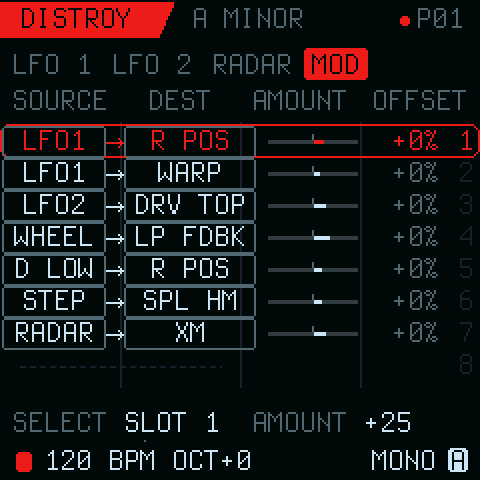 DISTROY A MINOR P01
LFO 1 LFO 2 RADAR MOD
SOURCE DEST AMOUNT OFFSET
LFO1 → R POS +0% 1
LFO1 → WARP +0% 2
LFO2 → DRV TOP +0% 3
WHEEL → LP FDBK +0% 4
D LOW → R POS +0% 5
STEP → SPL HM +0% 6
RADAR → XM +0% 7
8
SELECT SLOT 1 AMOUNT +25
120 BPM OCT+0 MONO A